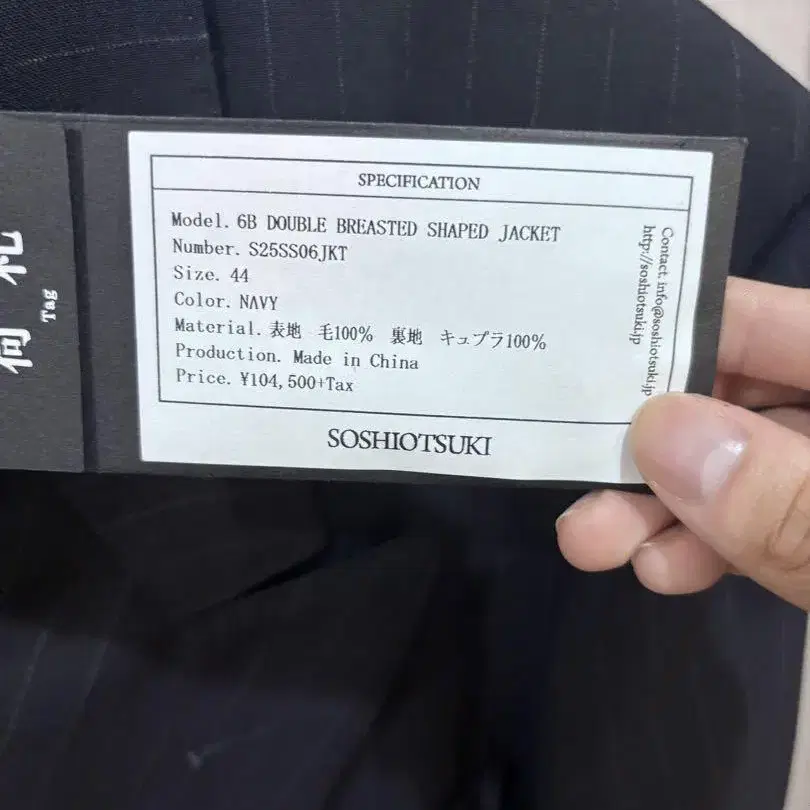 SPECIFICATION
Model. 6B DOUBLE BREASTED SHAPED JACKET
Number. S25SS06JKT
Size. 44
Color. NAVY
Material. 表地 毛100% 裏地 キュプラ100%
Production. Made in China
Price. ¥104,500+Tax
Contact. info@soshiotsuki.jp
http://soshiotsuki.jp
SOSHIOTSUKI
札
Tag